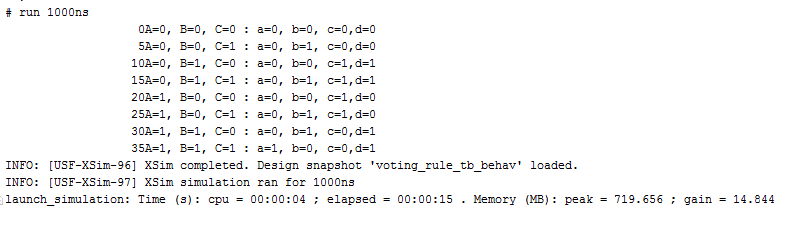 # run 1000ns
0A=0, B=0, C=0 : a=0, b=0, c=0,d=0
5A=0, B=0, C=1 : a=0, b=1, c=0,d=0
10A=0, B=1, C=0 : a=0, b=0, c=1,d=1
15A=0, B=1, C=1 : a=0, b=1, c=1,d=1
20A=1, B=0, C=0 : a=0, b=0, c=1,d=0
25A=1, B=0, C=1 : a=0, b=1, c=1,d=0
30A=1, B=1, C=0 : a=0, b=1, c=0,d=1
35A=1, B=1, C=1 : a=1, b=0, c=0,d=1
INFO: [USF-XSim-96] XSim completed. Design snapshot 'voting_rule_tb_behav' loaded.
INFO: [USF-XSim-97] XSim simulation ran for 1000ns
launch_simulation: Time (s): cpu = 00:00:04 ; elapsed = 00:00:15 . Memory (MB): peak = 719.656 ; gain = 14.844